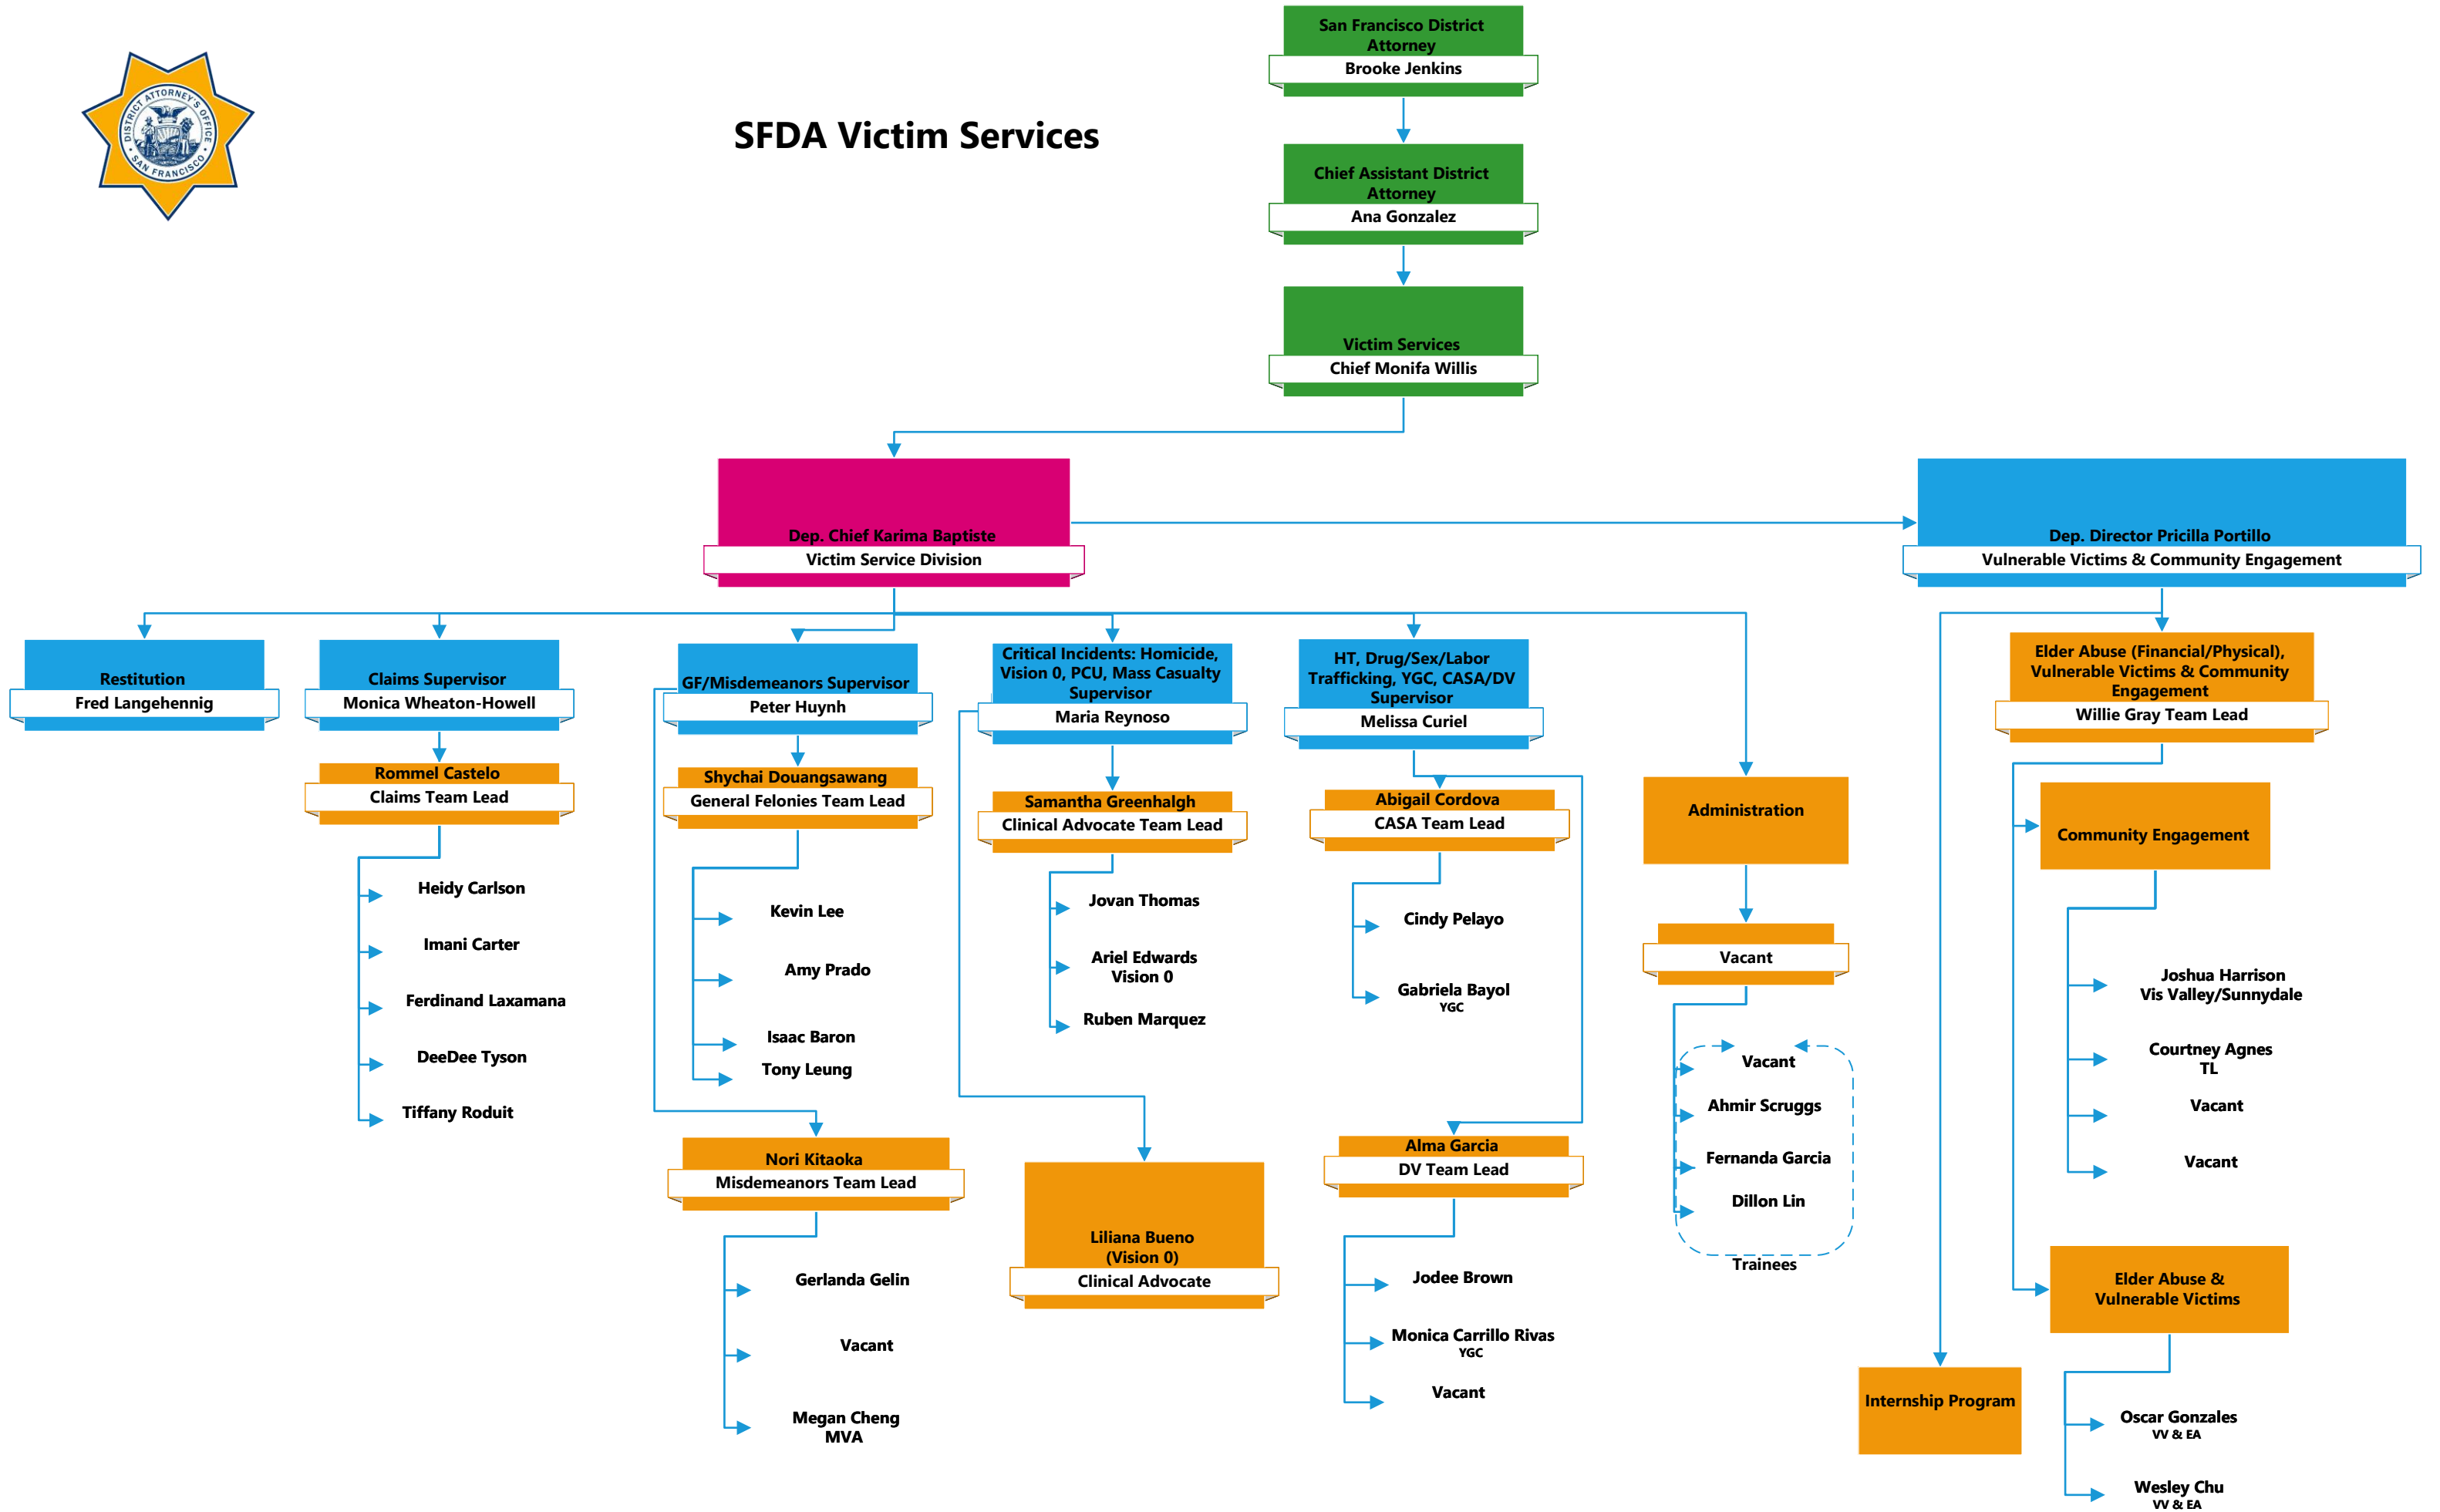 DISTRICT ATTORNEY'S OFFICE
SAN FRANCISCO
SFDA Victim Services
San Francisco District
Attorney
Brooke Jenkins
Chief Assistant District
Attorney
Ana Gonzalez
Victim Services
Chief Monifa Willis
Dep. Chief Karima Baptiste
Victim Service Division
Dep. Director Pricilla Portillo
Vulnerable Victims & Community Engagement
Restitution
Fred Langehennig
Claims Supervisor
Monica Wheaton-Howell
Rommel Castelo
Claims Team Lead
Heidy Carlson
Imani Carter
Ferdinand Laxamana
DeeDee Tyson
Tiffany Roduit
GF/Misdemeanors Supervisor
Peter Huynh
Shychai Douangsawang
General Felonies Team Lead
Kevin Lee
Amy Prado
Isaac Baron
Tony Leung
Nori Kitaoka
Misdemeanors Team Lead
Gerlanda Gelin
Vacant
Megan Cheng
MVA
Critical Incidents: Homicide,
Vision 0, PCU, Mass Casualty
Supervisor
Maria Reynoso
Samantha Greenhalgh
Clinical Advocate Team Lead
Jovan Thomas
Ariel Edwards
Vision 0
Ruben Marquez
Liliana Bueno
(Vision 0)
Clinical Advocate
HT, Drug/Sex/Labor
Trafficking, YGC, CASA/DV
Supervisor
Melissa Curiel
Abigail Cordova
CASA Team Lead
Cindy Pelayo
Gabriela Bayol
YGC
Alma Garcia
DV Team Lead
Jodee Brown
Monica Carrillo Rivas
YGC
Vacant
Administration
Vacant
Vacant
Ahmir Scruggs
Fernanda Garcia
Dillon Lin
Trainees
Elder Abuse (Financial/Physical),
Vulnerable Victims & Community
Engagement
Willie Gray Team Lead
Community Engagement
Joshua Harrison
Vis Valley/Sunnydale
Courtney Agnes
TL
Vacant
Vacant
Elder Abuse &
Vulnerable Victims
Oscar Gonzales
VV & EA
Wesley Chu
VV & EA
Internship Program